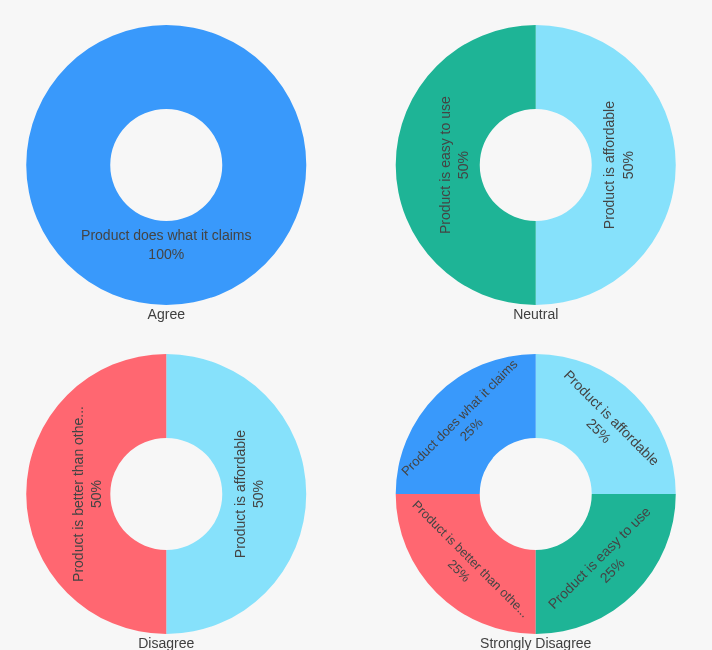 Product does what it claims
100%
Agree
Product is easy to use
50%
Product is affordable
50%
Neutral
Product is better than othe...
50%
Product is affordable
50%
Disagree
Product does what it claims
25%
Product is affordable
25%
Product is better than othe...
25%
Product is easy to use
25%
Strongly Disagree